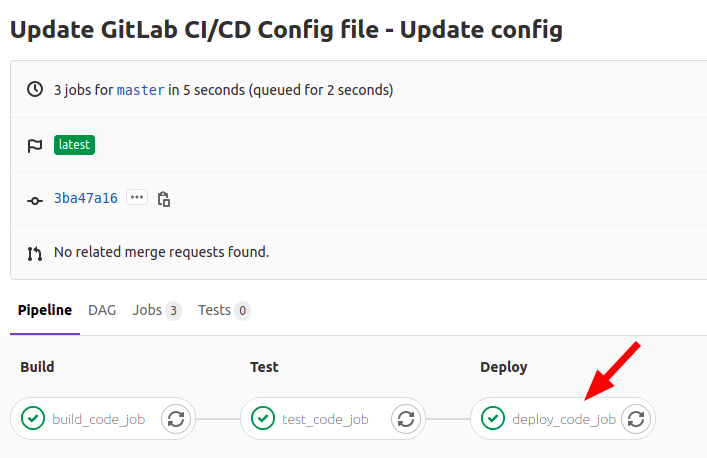 Update GitLab CI/CD Config file - Update config
3 jobs for master in 5 seconds (queued for 2 seconds)
latest
3ba47a16
No related merge requests found.
Pipeline DAG Jobs 3 Tests 0
Build Test Deploy
build_code_job test_code_job deploy_code_job